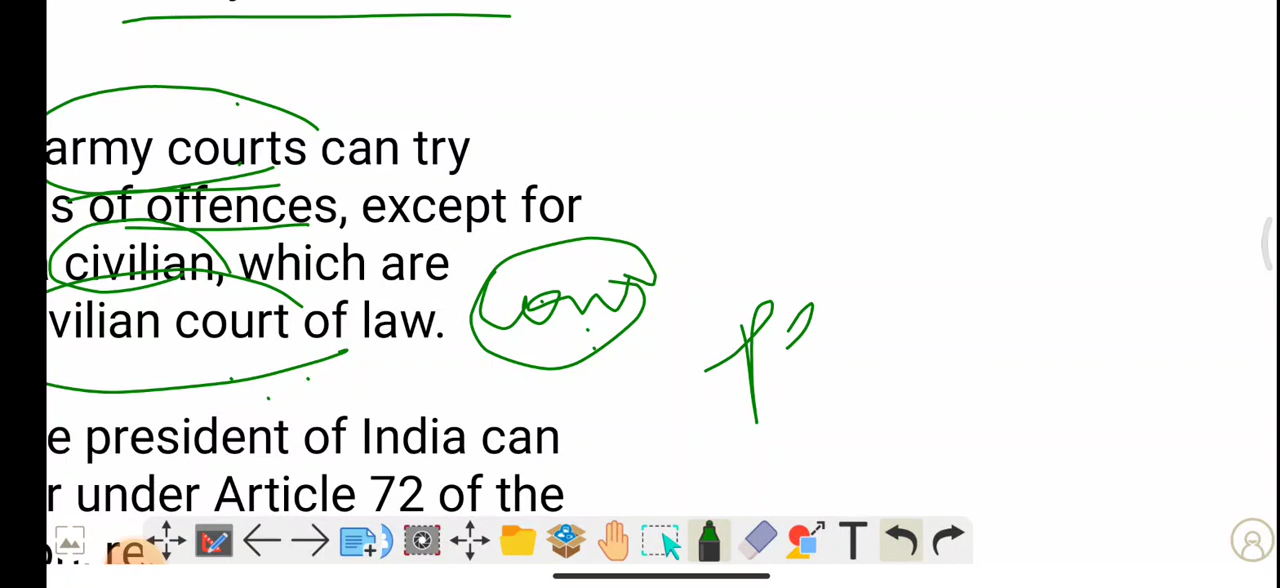 army courts can try
s of offences, except for
civilian, which are
vilian court of law.
e president of India can
r under Article 72 of the
re
T